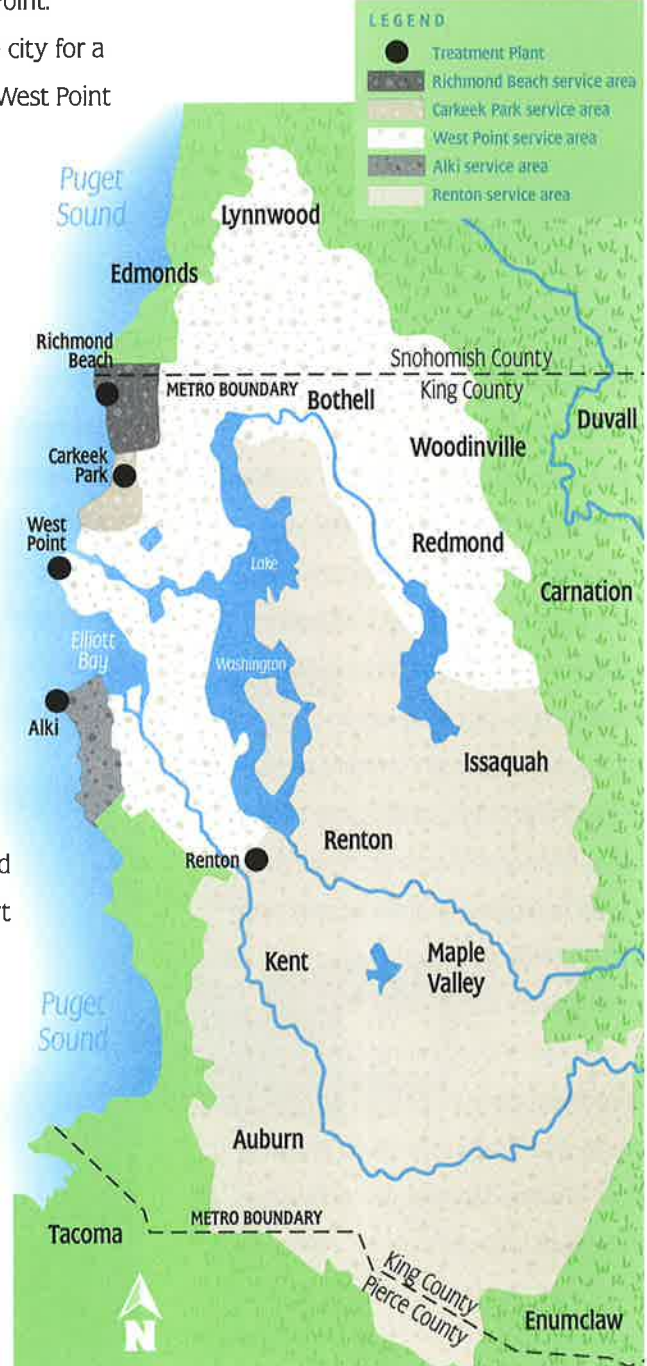 Point.
city for a
West Point
LEGEND
Treatment Plant
Richmond Beach service area
Carkeek Park service area
West Point service area
Alki service area
Renton service area
Puget
Sound
Lynnwood
Edmonds
Richmond
Beach
Snohomish County
METRO BOUNDARY
King County
Bothell
Duvall
Woodinville
Carkeek
Park
West
Point
Redmond
Lake
Carnation
Elliott
Bay
Washington
Alki
Issaquah
Renton
Renton
Kent
Maple
Valley
Puget
Sound
Auburn
METRO BOUNDARY
Tacoma
King County
Pierce County
Enumclaw
N